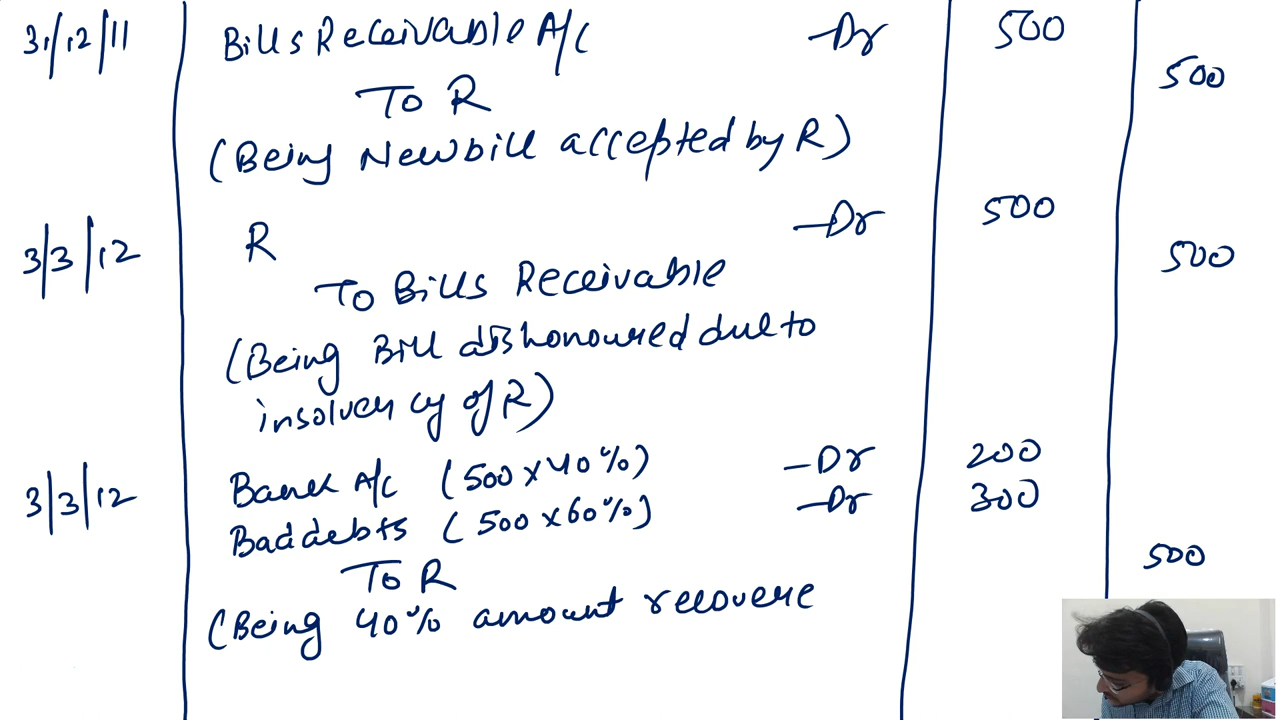 31/12/11 Bills Receivable A/c —Dr 500
To R 500
(Being New bill accepted by R)
3/3/12 R —Dr 500
To Bills Receivable 500
(Being Bill dishonoured due to
insolvency of R)
3/3/12 Bank A/c (500 x 40%) —Dr 200
Bad debts (500 x 60%) —Dr 300
To R 500
(Being 40% amount recovere